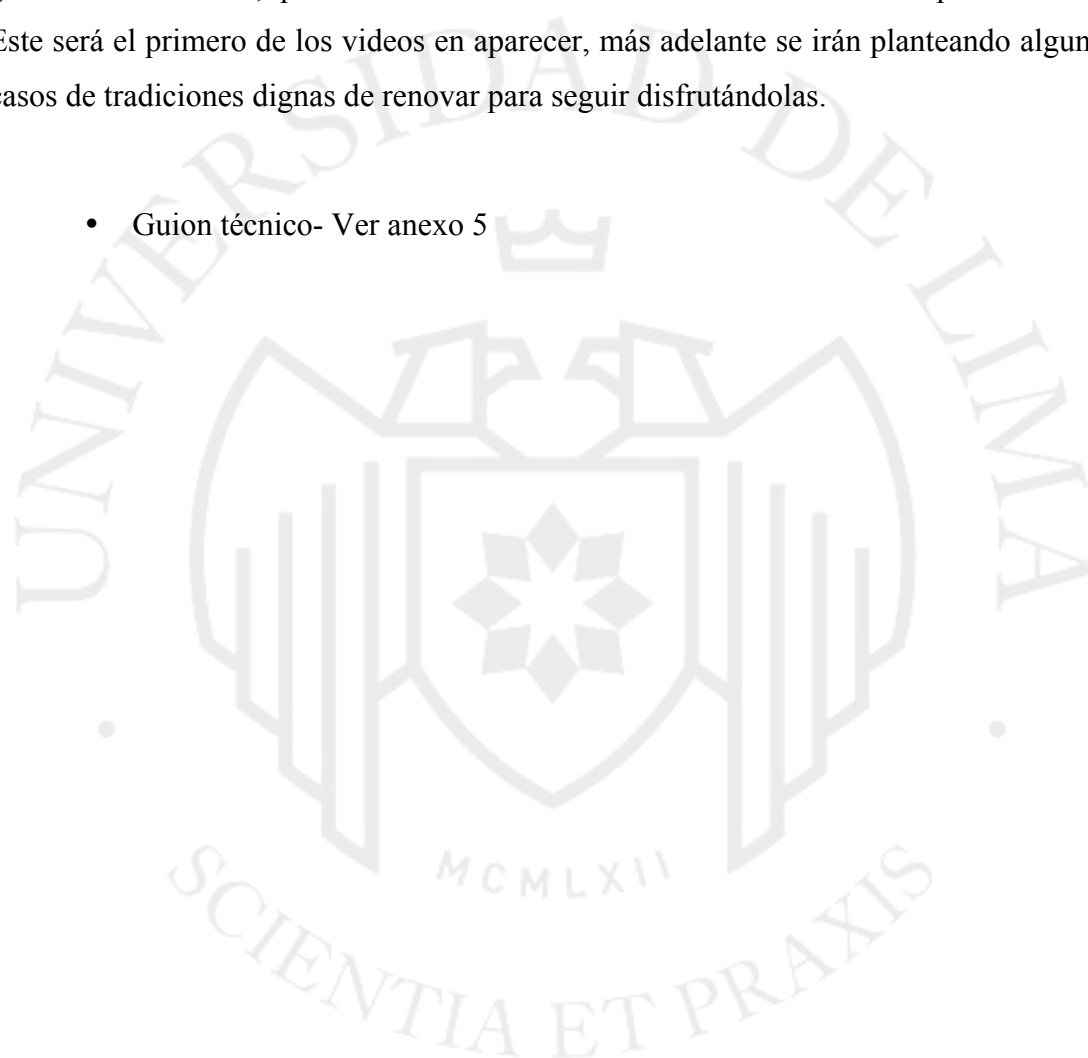 Este será el primero de los videos en aparecer, más adelante se irán planteando algun
casos de tradiciones dignas de renovar para seguir disfrutándolas.
• Guion técnico- Ver anexo 5
UNIVERSIDAD DE LIMA
MCMLXII
SCIENTIA ET PRAXIS